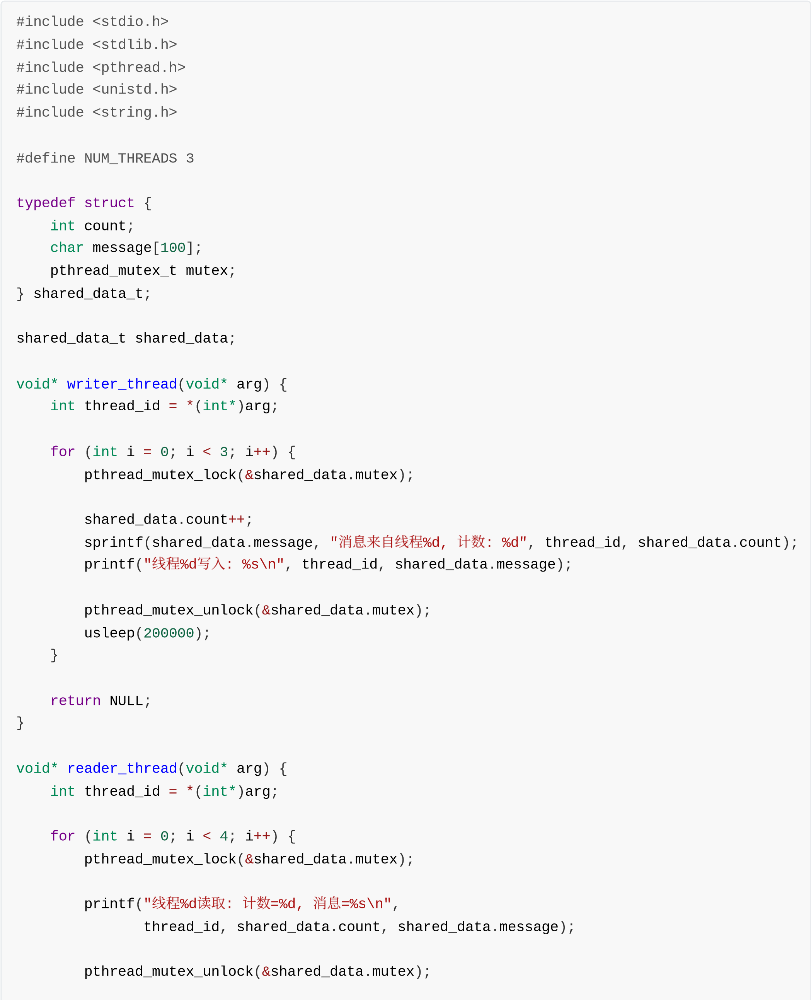 #include <stdio.h>
#include <stdlib.h>
#include <pthread.h>
#include <unistd.h>
#include <string.h>

#define NUM_THREADS 3

typedef struct {
    int count;
    char message[100];
    pthread_mutex_t mutex;
} shared_data_t;

shared_data_t shared_data;

void* writer_thread(void* arg) {
    int thread_id = *(int*)arg;

    for (int i = 0; i < 3; i++) {
        pthread_mutex_lock(&shared_data.mutex);

        shared_data.count++;
        sprintf(shared_data.message, "消息来自线程%d, 计数: %d", thread_id, shared_data.count);
        printf("线程%d写入: %s\n", thread_id, shared_data.message);

        pthread_mutex_unlock(&shared_data.mutex);
        usleep(200000);
    }

    return NULL;
}

void* reader_thread(void* arg) {
    int thread_id = *(int*)arg;

    for (int i = 0; i < 4; i++) {
        pthread_mutex_lock(&shared_data.mutex);

        printf("线程%d读取: 计数=%d, 消息=%s\n",
               thread_id, shared_data.count, shared_data.message);

        pthread_mutex_unlock(&shared_data.mutex);